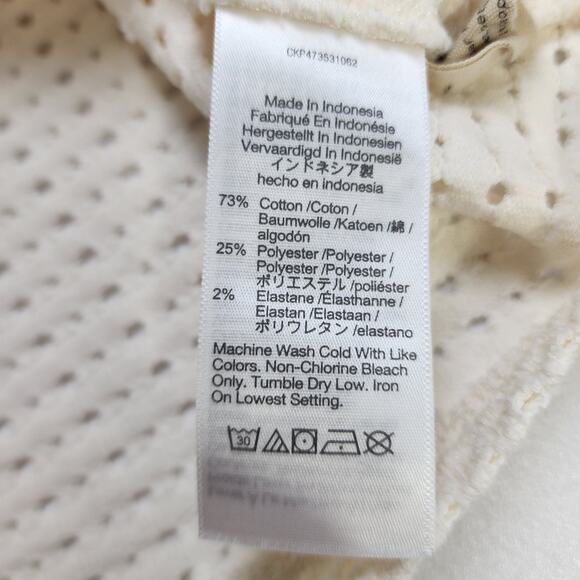 CKP473531062
Made In Indonesia
Fabriqué En Indonésie
Hergestellt In Indonesien
Vervaardigd In Indonesië
インドネシア製
hecho en indonesia
73% Cotton /Coton /
Baumwolle /Katoen /綿 /
algodón
25% Polyester /Polyester /
Polyester /Polyester /
ポリエステル /poliéster
2% Elastane /Élasthanne /
Elastan /Elastaan /
ポリウレタン /elastano
Machine Wash Cold With Like
Colors. Non-Chlorine Bleach
Only. Tumble Dry Low. Iron
On Lowest Setting.
30